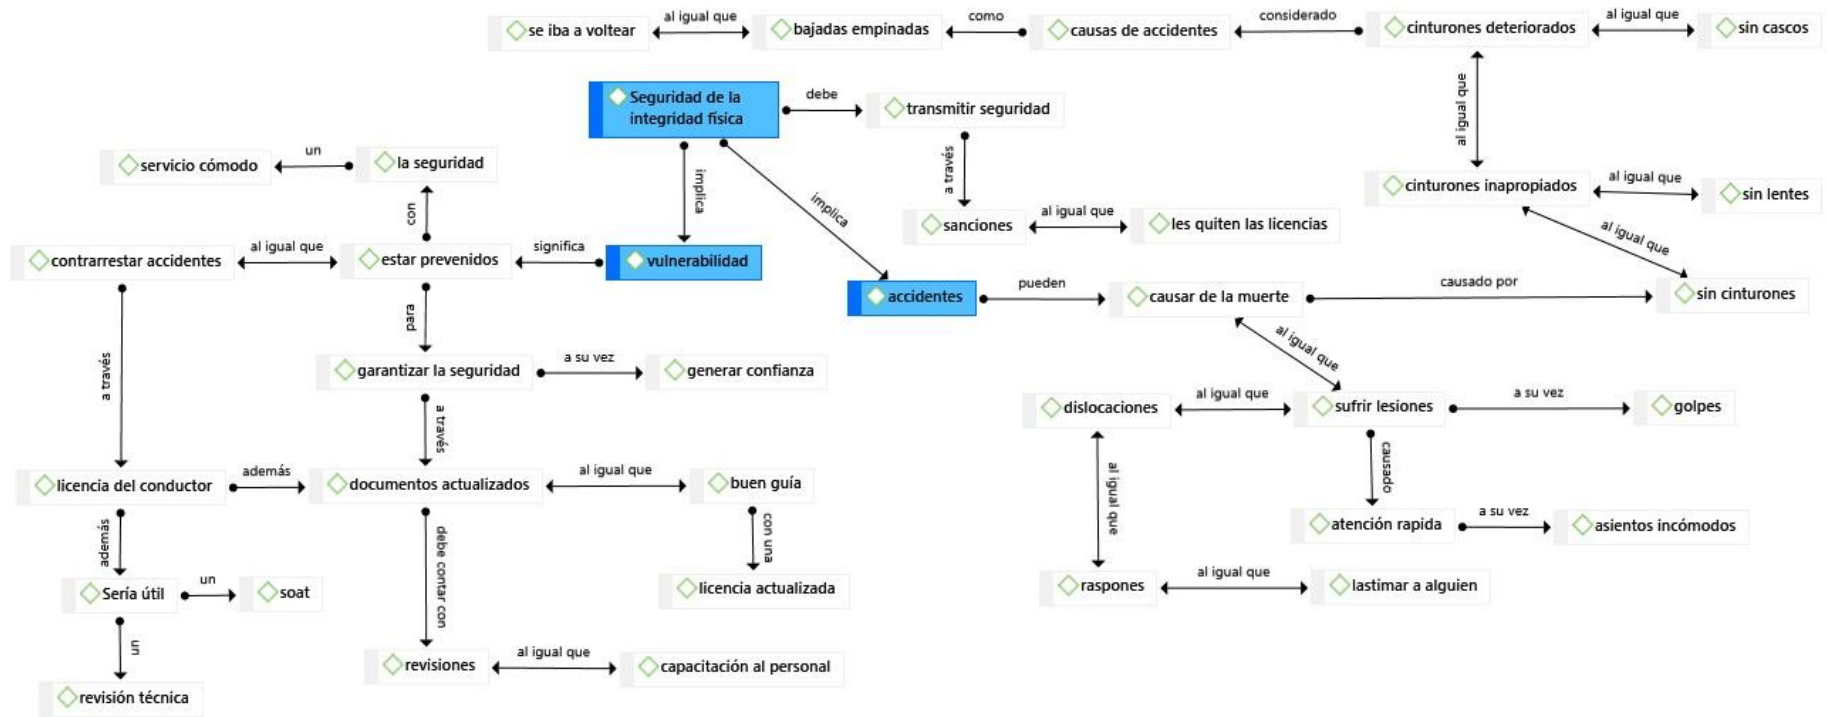 se iba a voltear
al igual que
bajadas empinadas
como
causas de accidentes
considerado
cinturones deteriorados
al igual que
sin cascos
al igual que
Seguridad de la
integridad física
debe
transmitir seguridad
a través
sanciones
al igual que
les quiten las licencias
cinturones inapropiados
al igual que
sin lentes
al igual que
sin cinturones
servicio cómodo
un
la seguridad
con
implica
implica
contrarrestar accidentes
al igual que
estar prevenidos
significa
vulnerabilidad
accidentes
pueden
causar de la muerte
causado por
al igual que
a través
para
garantizar la seguridad
a su vez
generar confianza
dislocaciones
al igual que
sufrir lesiones
a su vez
golpes
a través
al igual que
causado
licencia del conductor
además
documentos actualizados
al igual que
buen guía
atención rapida
a su vez
asientos incómodos
además
debe contar con
con una
Sería útil
un
soat
licencia actualizada
raspones
al igual que
lastimar a alguien
un
revisiones
al igual que
capacitación al personal
revisión técnica